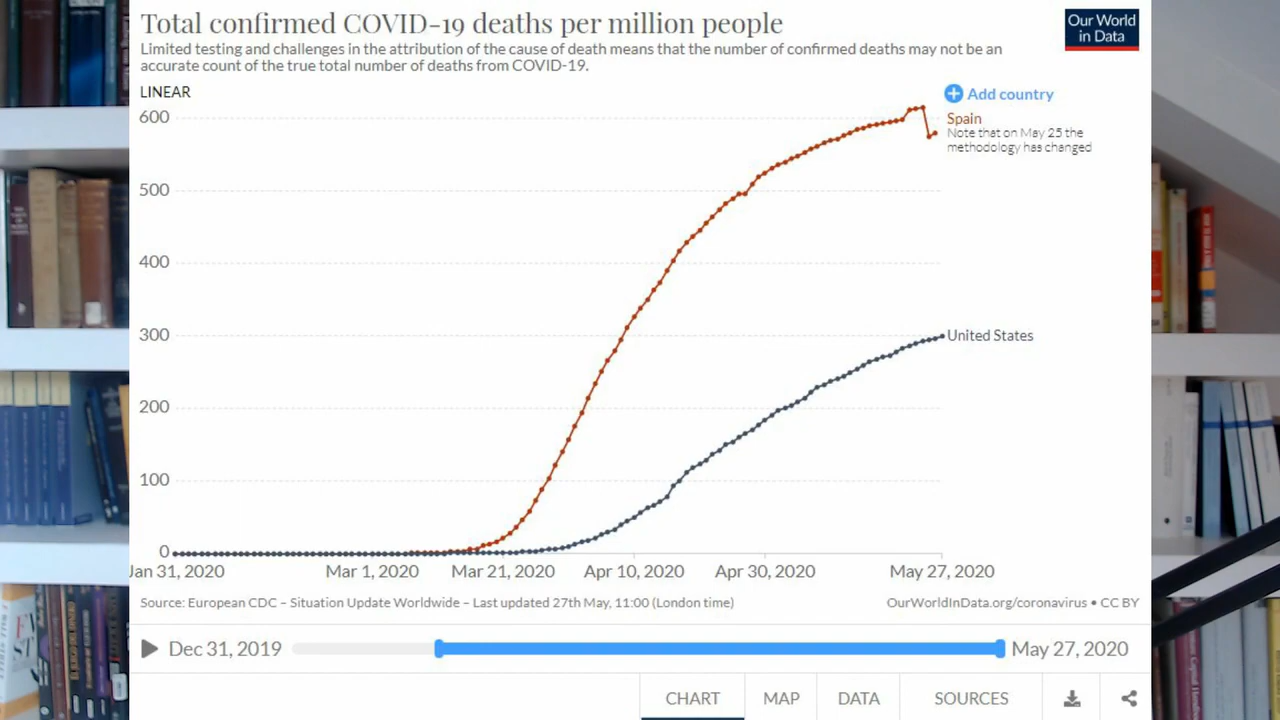 Total confirmed COVID-19 deaths per million people
Our World
in Data
Limited testing and challenges in the attribution of the cause of death means that the number of confirmed deaths may not be an
accurate count of the true total number of deaths from COVID-19.
LINEAR
Add country
600
Spain
Note that on May 25 the
methodology has changed
500
400
300
United States
200
100
0
Jan 31, 2020
Mar 1, 2020
Mar 21, 2020
Apr 10, 2020
Apr 30, 2020
May 27, 2020
Source: European CDC – Situation Update Worldwide – Last updated 27th May, 11:00 (London time)
OurWorldInData.org/coronavirus • CC BY
Dec 31, 2019
May 27, 2020
CHART
MAP
DATA
SOURCES